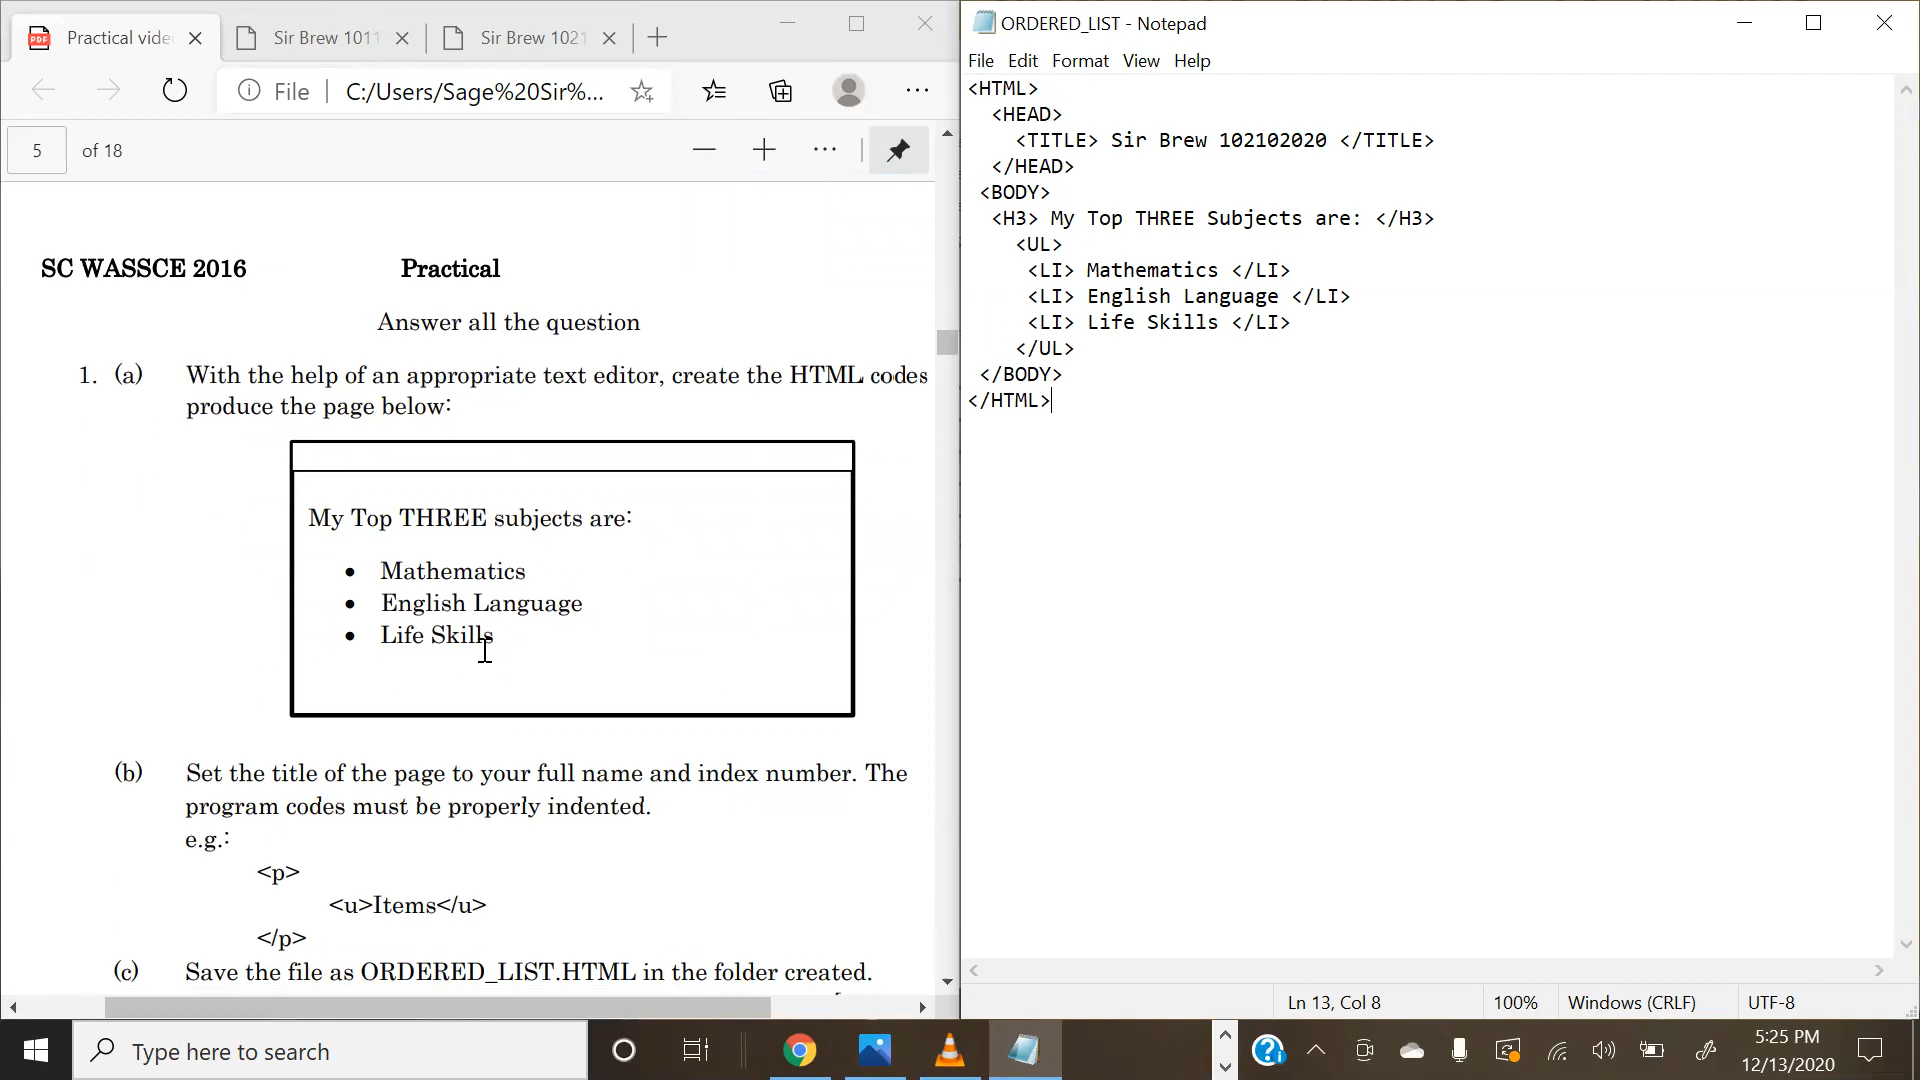 Practical vide
Sir Brew 1011
Sir Brew 1021
File
C:/Users/Sage%20Sir%...
5 of 18
SC WASSCE 2016 Practical
Answer all the question
1. (a) With the help of an appropriate text editor, create the HTML codes
produce the page below:
My Top THREE subjects are:
• Mathematics
• English Language
• Life Skills
(b) Set the title of the page to your full name and index number. The
program codes must be properly indented.
e.g.:
<p>
<u>Items</u>
</p>
(c) Save the file as ORDERED_LIST.HTML in the folder created.
ORDERED_LIST - Notepad
File Edit Format View Help
<HTML>
<HEAD>
<TITLE> Sir Brew 102102020 </TITLE>
</HEAD>
<BODY>
<H3> My Top THREE Subjects are: </H3>
<UL>
<LI> Mathematics </LI>
<LI> English Language </LI>
<LI> Life Skills </LI>
</UL>
</BODY>
</HTML>
Ln 13, Col 8 100% Windows (CRLF) UTF-8
Type here to search
5:25 PM
12/13/2020